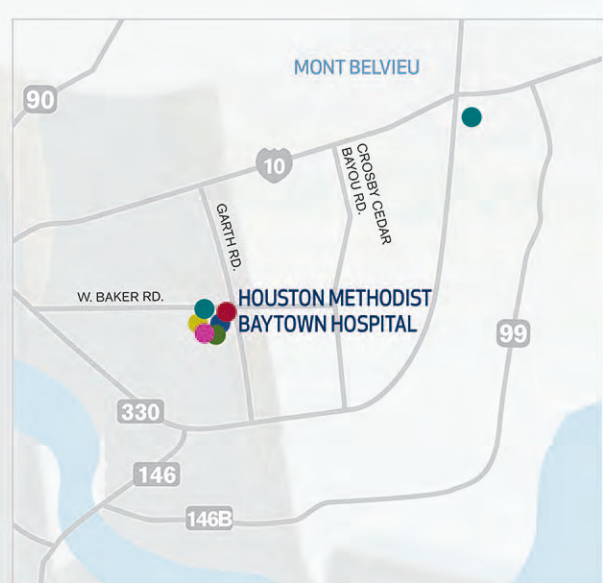 MONT BELVIEU
90
10
CROSBY CEDAR
BAYOU RD.
GARTH RD.
W. BAKER RD.
HOUSTON METHODIST
BAYTOWN HOSPITAL
99
330
146
146B